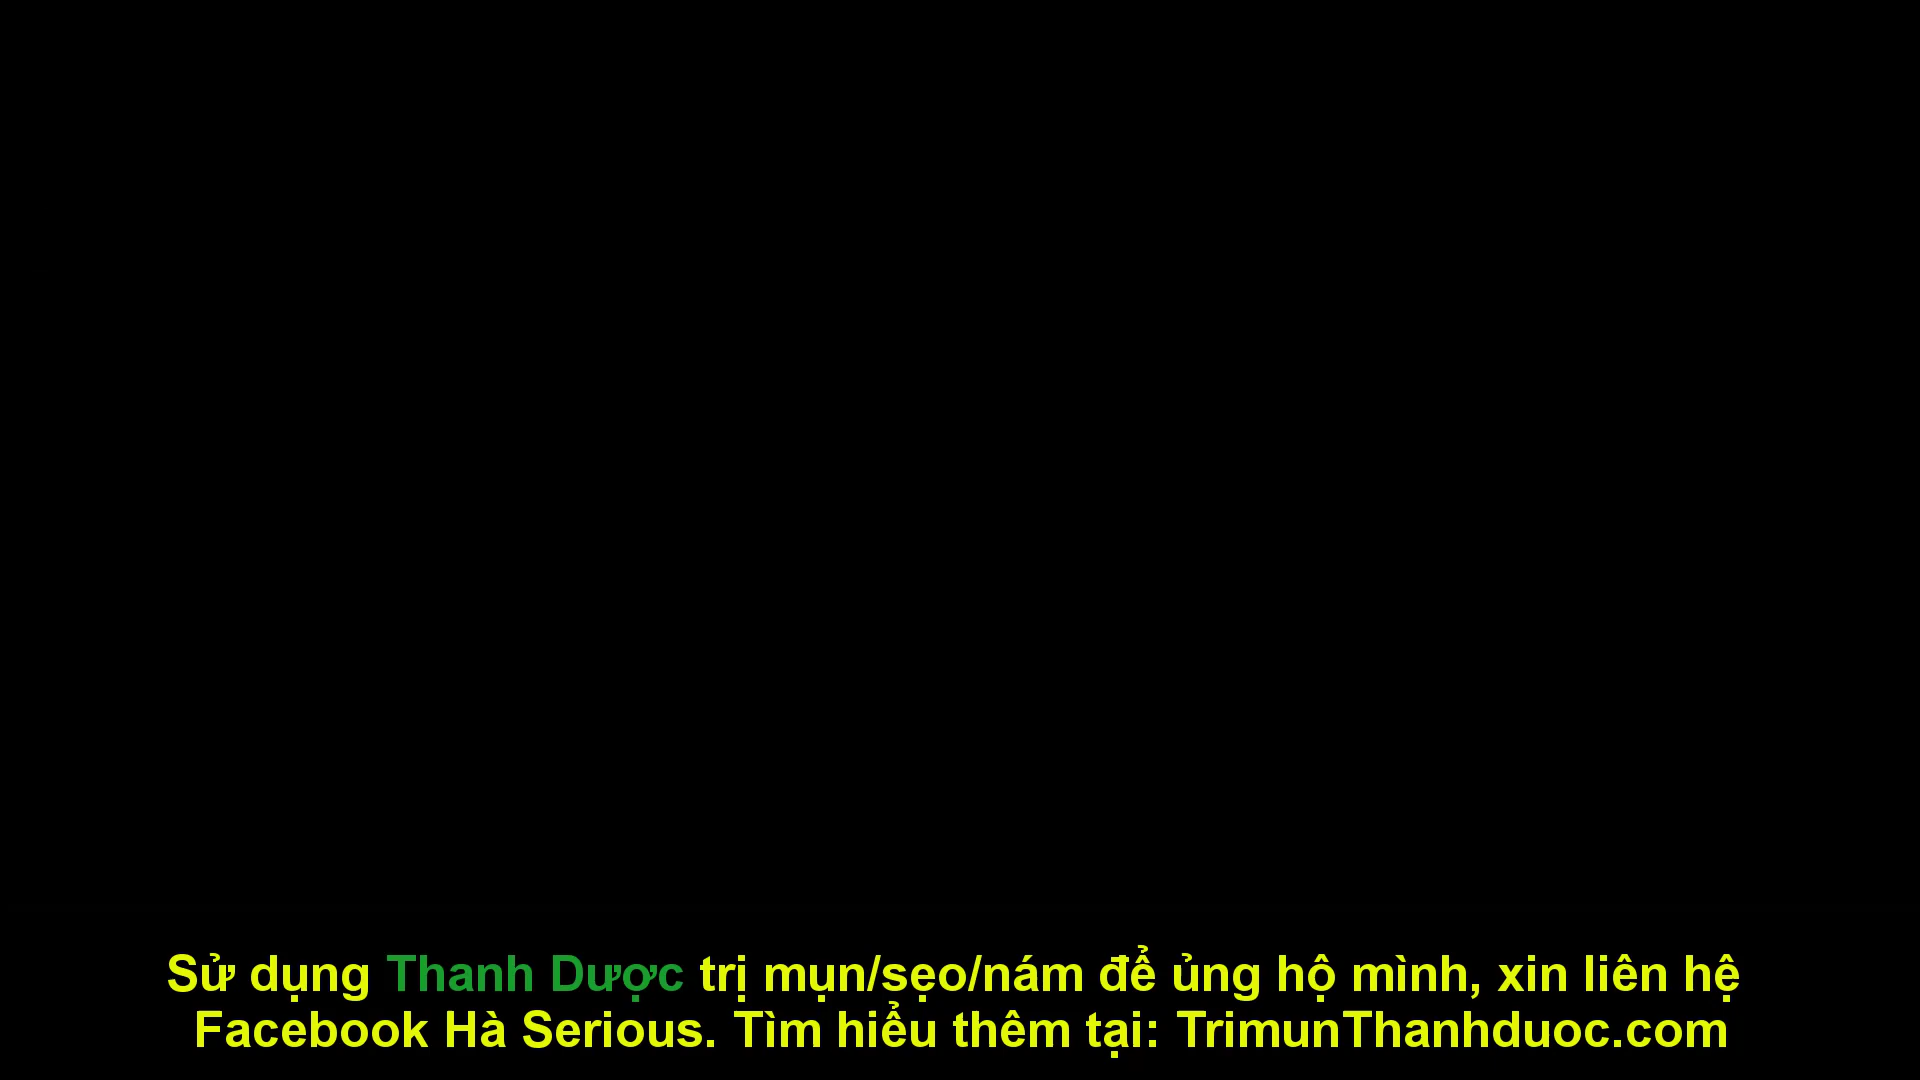 Sử dụng Thanh Dược trị mụn/sẹo/nám để ủng hộ mình, xin liên hệ
Facebook Hà Serious. Tìm hiểu thêm tại: TrimunThanhduoc.com